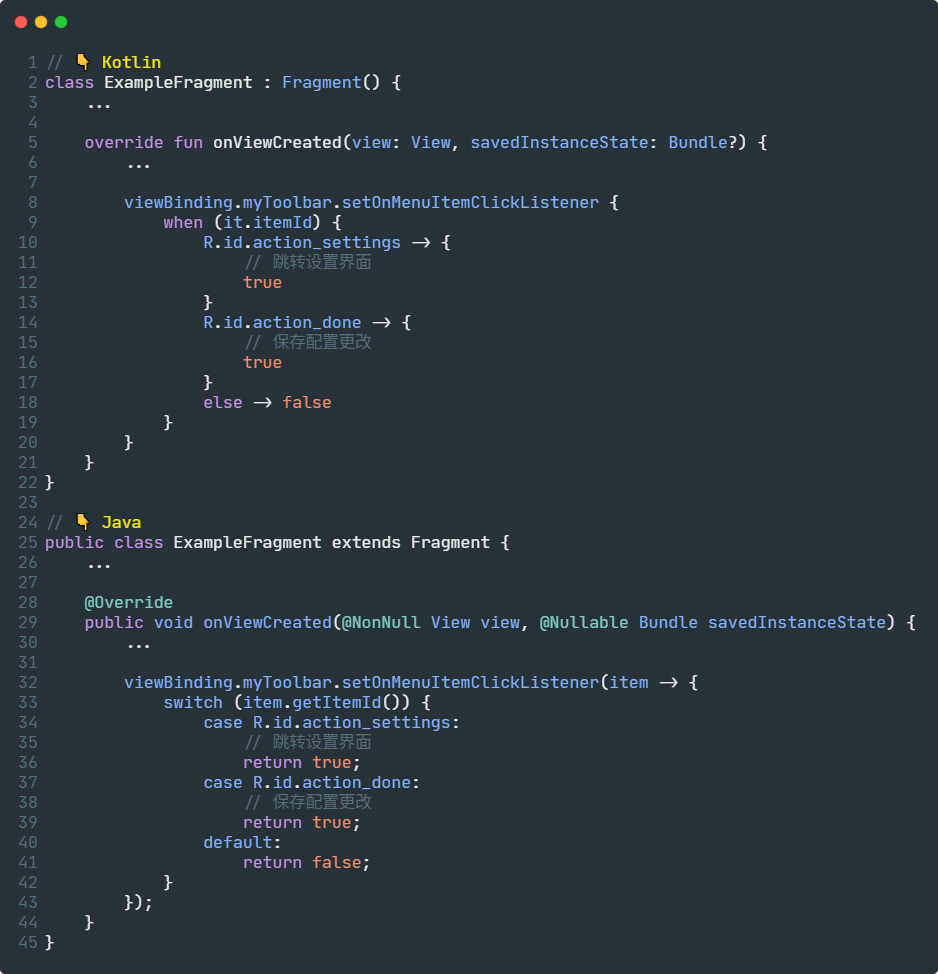 1 // 👇 Kotlin
2 class ExampleFragment : Fragment() {
3     ...
4
5     override fun onViewCreated(view: View, savedInstanceState: Bundle?) {
6         ...
7
8         viewBinding.myToolbar.setOnMenuItemClickListener {
9             when (it.itemId) {
10                 R.id.action_settings -> {
11                     // 跳转设置界面
12                     true
13                 }
14                 R.id.action_done -> {
15                     // 保存配置更改
16                     true
17                 }
18                 else -> false
19             }
20         }
21     }
22 }
23
24 // 👇 Java
25 public class ExampleFragment extends Fragment {
26     ...
27
28     @Override
29     public void onViewCreated(@NonNull View view, @Nullable Bundle savedInstanceState) {
30         ...
31
32         viewBinding.myToolbar.setOnMenuItemClickListener(item -> {
33             switch (item.getItemId()) {
34                 case R.id.action_settings:
35                     // 跳转设置界面
36                     return true;
37                 case R.id.action_done:
38                     // 保存配置更改
39                     return true;
40                 default:
41                     return false;
42             }
43         });
44     }
45 }